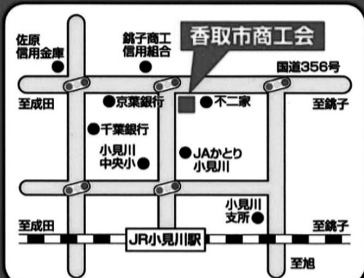 佐原
信用金庫
銚子商工
信用組合
香取市商工会
国道356号
至成田
京葉銀行
不二家
至銚子
千葉銀行
小見川
中央小
JAかとり
小見川
小見川
支所
至成田
至銚子
JR小見川駅
至旭